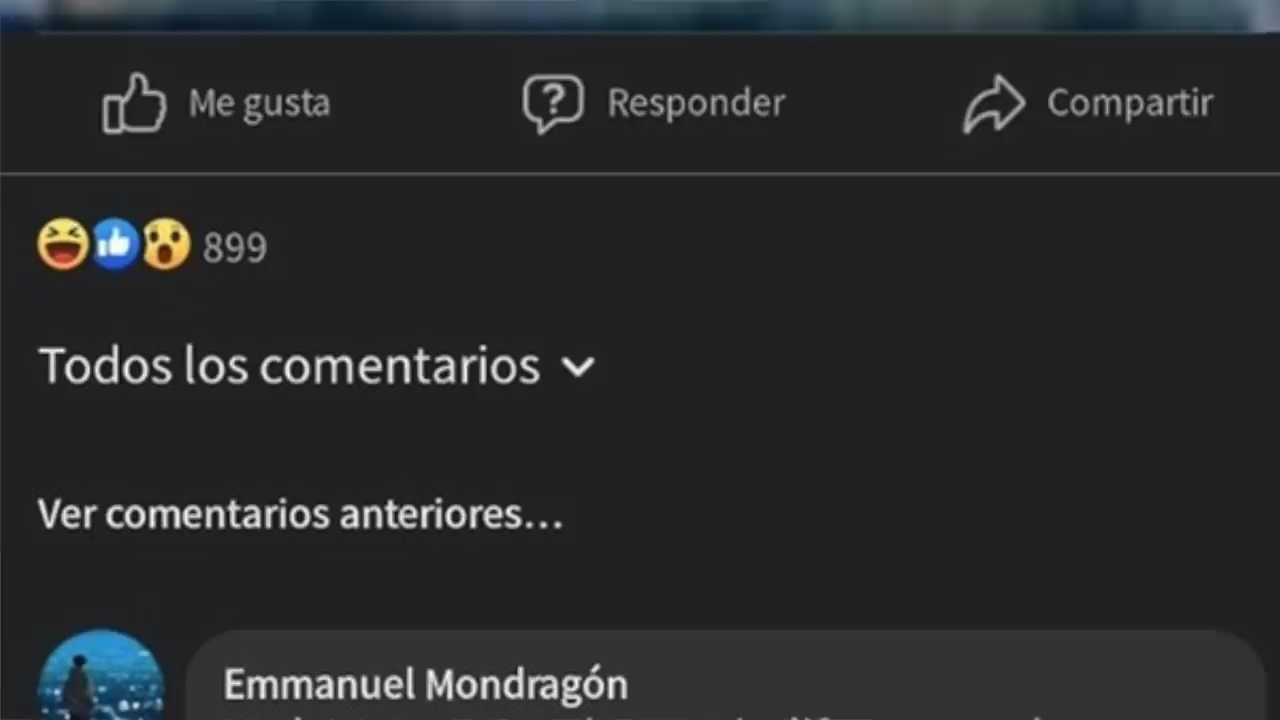 Me gusta Responder Compartir
899
Todos los comentarios
Ver comentarios anteriores...
Emmanuel Mondragón